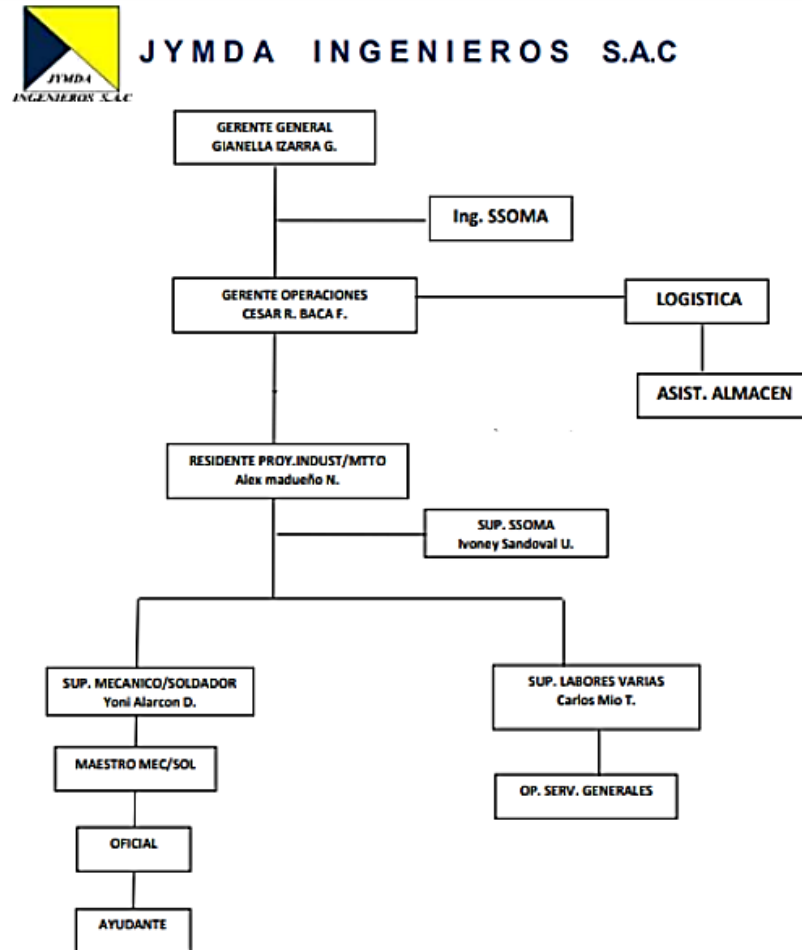 JYMDA
INGENIEROS S.A.C
JYMDA INGENIEROS S.A.C
GERENTE GENERAL
GIANELLA IZARRA G.
Ing. SSOMA
GERENTE OPERACIONES
CESAR R. BACA F.
LOGISTICA
ASIST. ALMACEN
RESIDENTE PROY.INDUST/MTTO
Alex madueño N.
SUP. SSOMA
Ivoney Sandoval U.
SUP. MECANICO/SOLDADOR
Yoni Alarcon D.
SUP. LABORES VARIAS
Carlos Mio T.
MAESTRO MEC/SOL
OP. SERV. GENERALES
OFICIAL
AYUDANTE